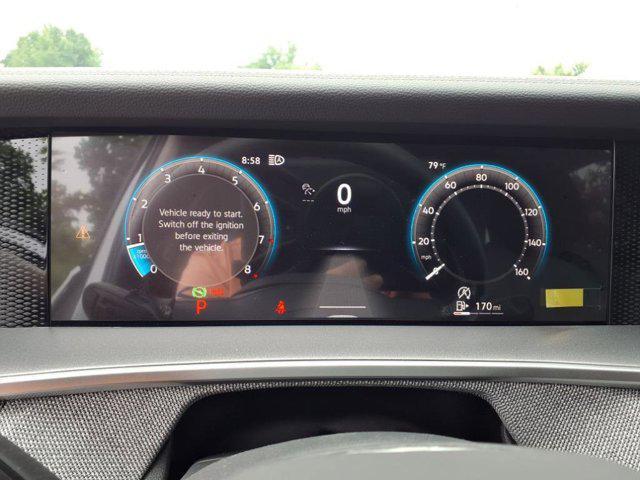 8:58
79 °F
Vehicle ready to start.
Switch off the ignition
before exiting
the vehicle.
0
mph
0
1
2
3
4
5
6
7
8
mph
20
40
60
80
100
120
140
160
P
170 mi